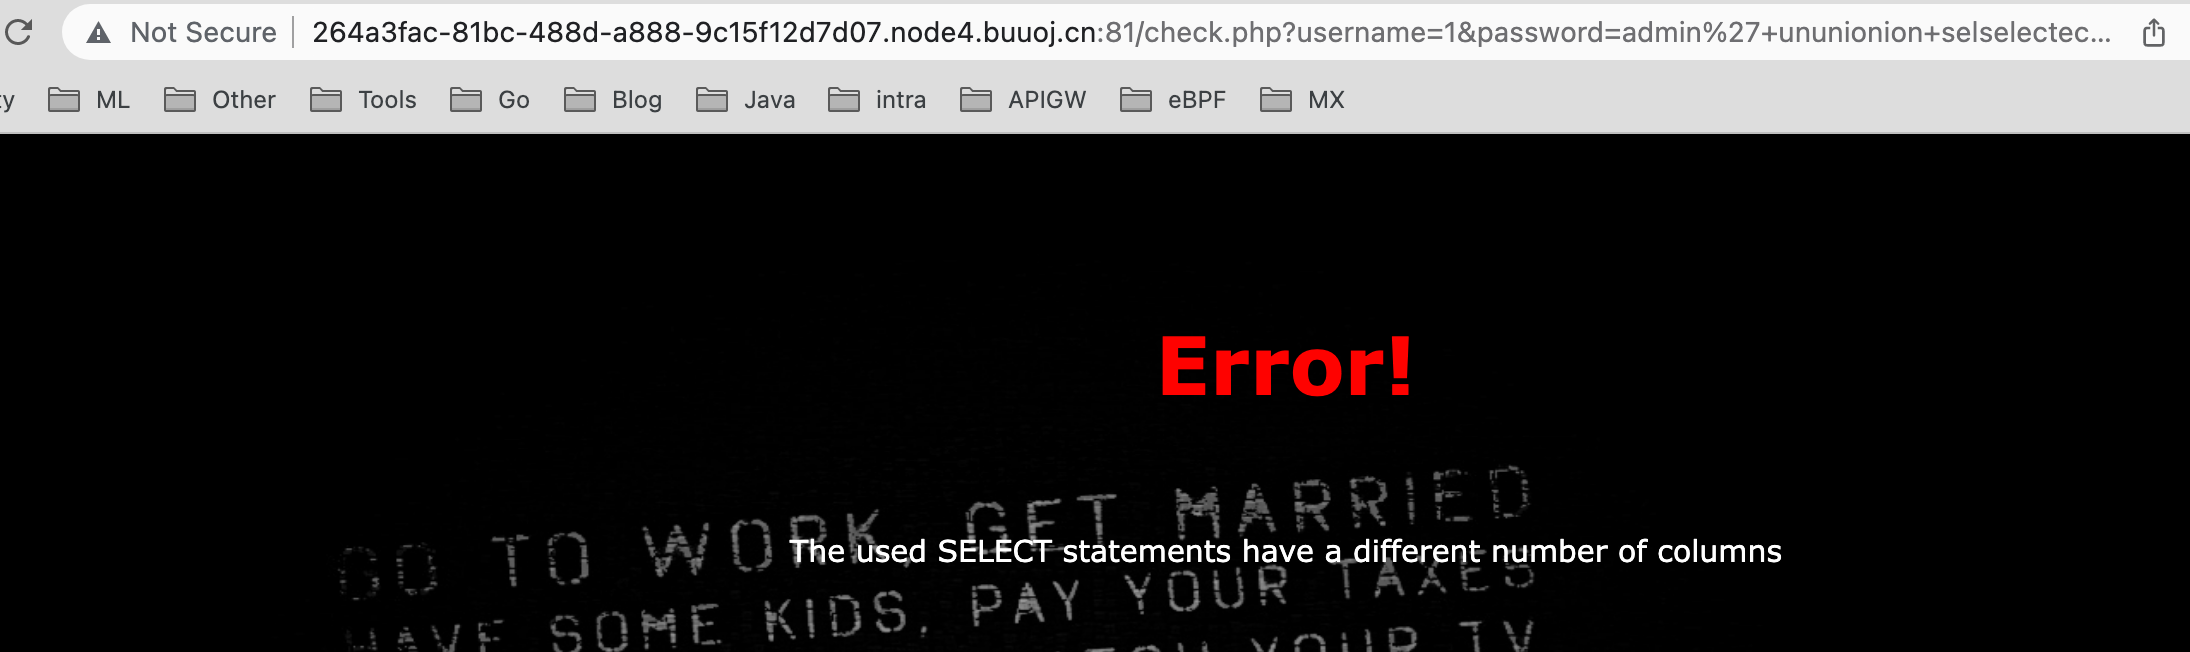 Not Secure 264a3fac-81bc-488d-a888-9c15f12d7d07.node4.buuoj.cn:81/check.php?username=1&password=admin%27+ununionion+selselectec...
ty ML Other Tools Go Blog Java intra APIGW eBPF MX
Error!
GO TO WORK, GET MARRIED
The used SELECT statements have a different number of columns
HAVE SOME KIDS, PAY YOUR TAXES
YOUR TV